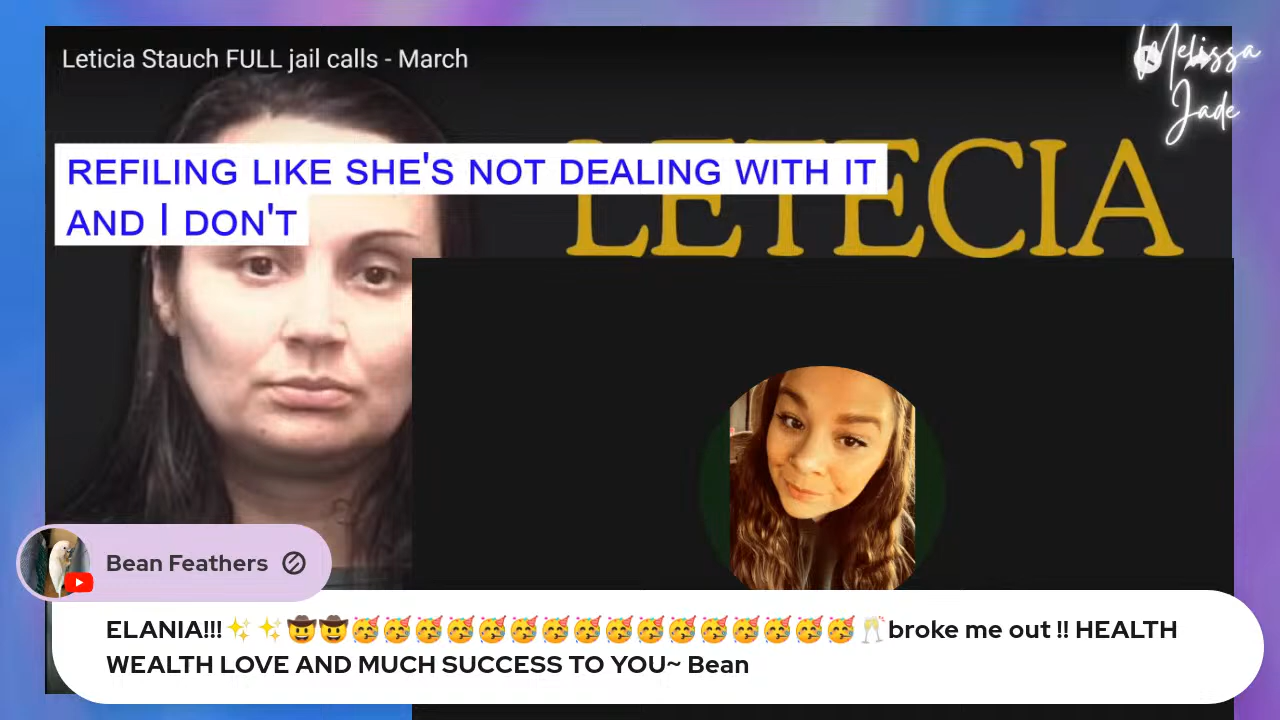 Leticia Stauch FULL jail calls - March
Melissa
Jade
LETECIA
REFILING LIKE SHE'S NOT DEALING WITH IT
AND I DON'T
Bean Feathers
ELANIA!!!✨✨🤠🤠🥳🥳🥳🥳🥳🥳🥳🥳🥳🥳🥳🥳🥳🥳🥳🥳🥂broke me out !! HEALTH
WEALTH LOVE AND MUCH SUCCESS TO YOU~ Bean